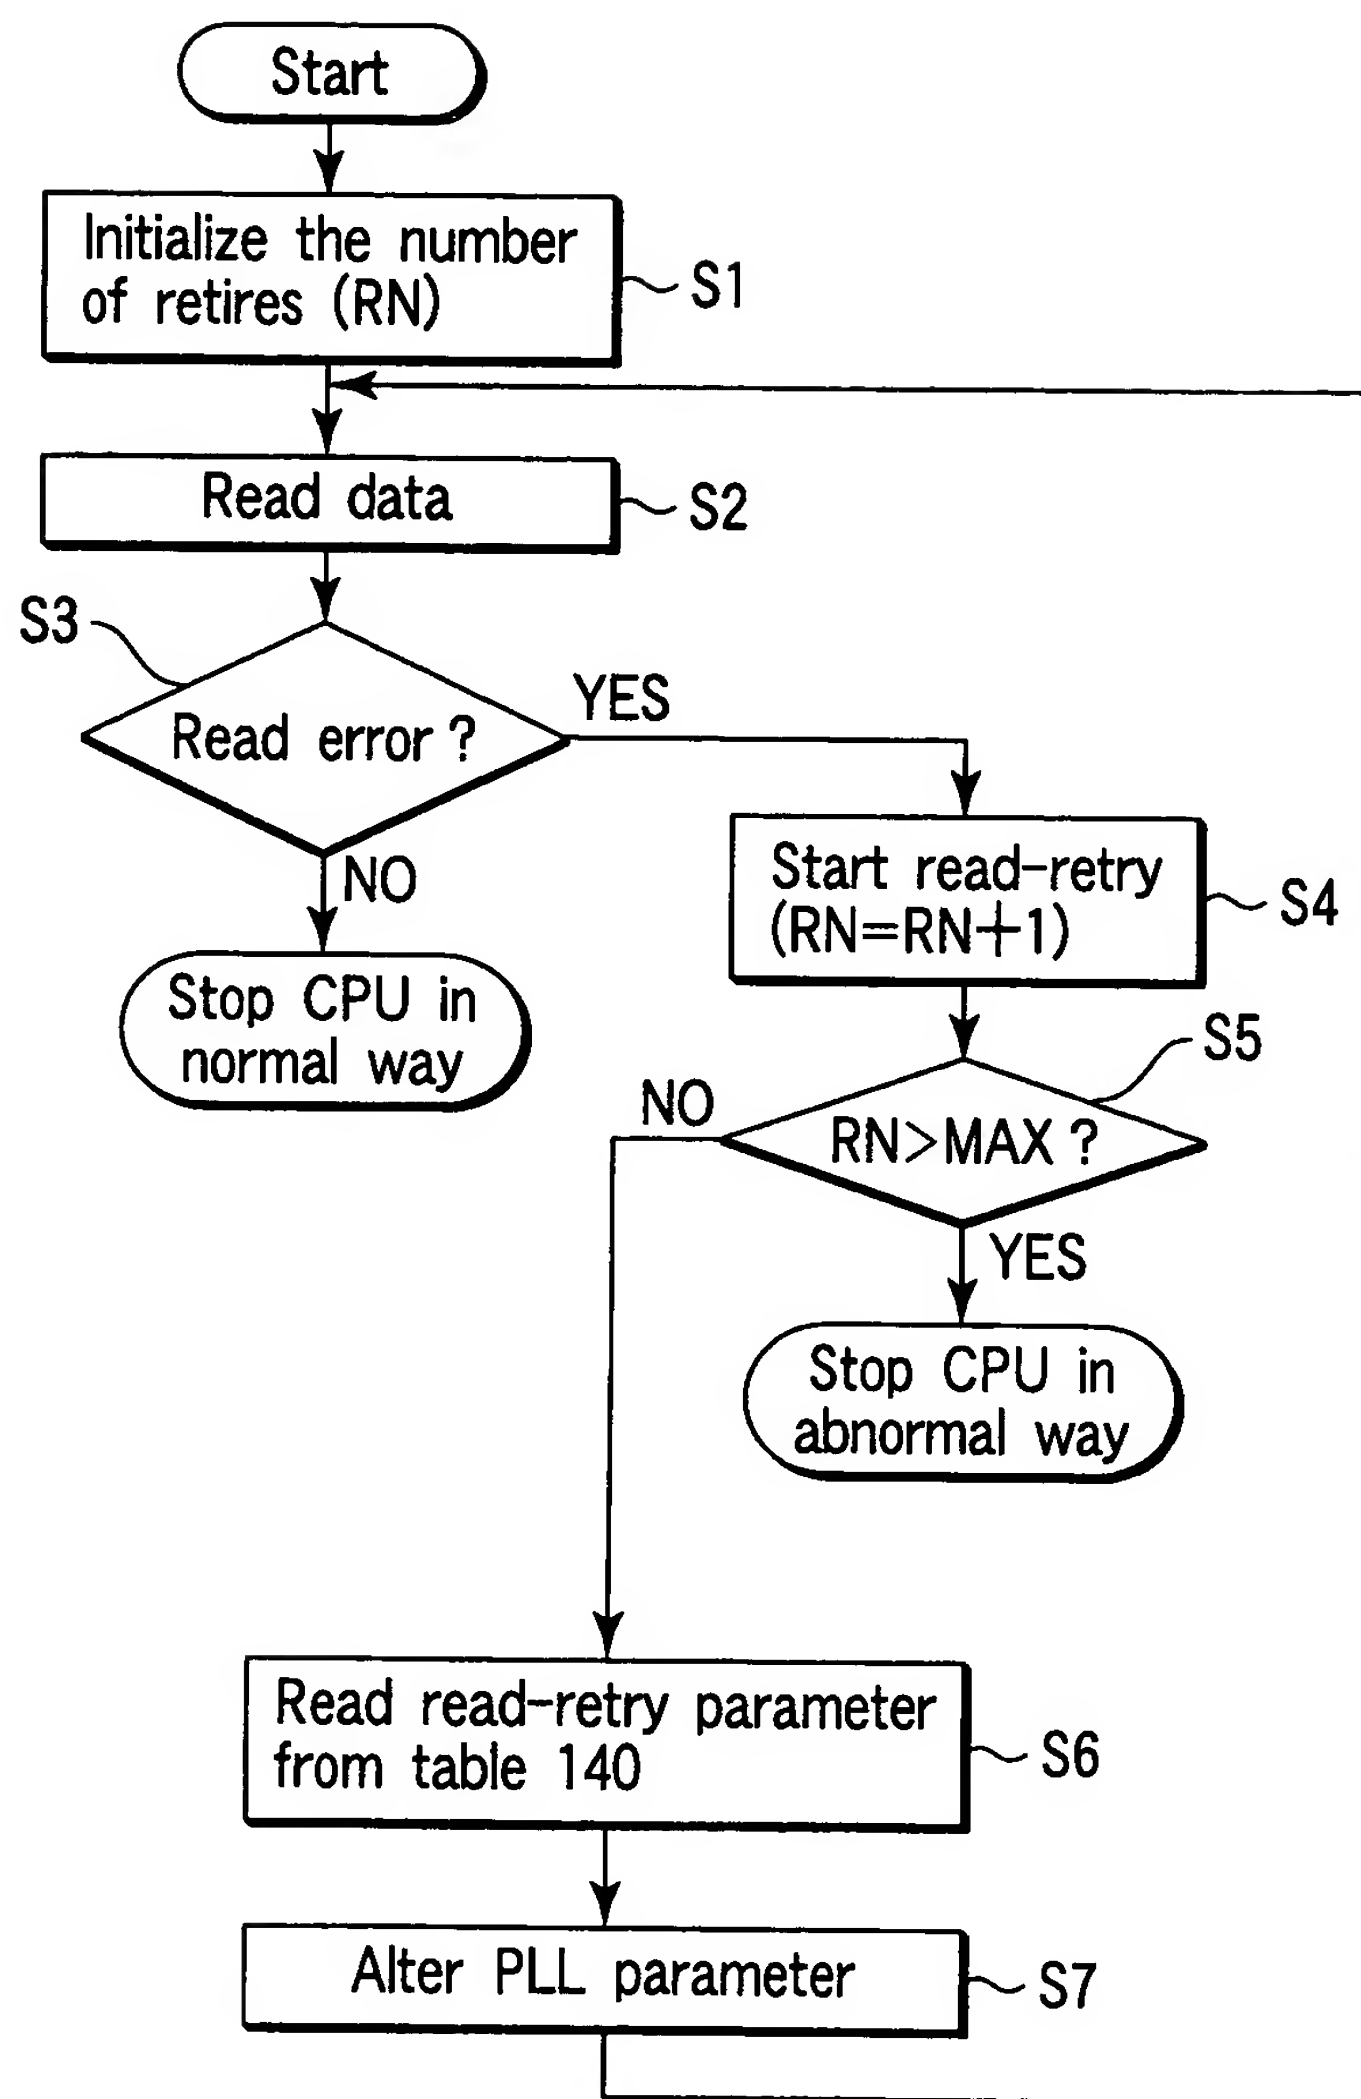 Start
Initialize the number
of retires (RN)
S1
Read data
S2
S3
Read error?
YES
NO
Stop CPU in
normal way
Start read-retry
(RN=RN+1)
S4
S5
RN>MAX?
NO
YES
Stop CPU in
abnormal way
Read read-retry parameter
from table 140
S6
Alter PLL parameter
S7